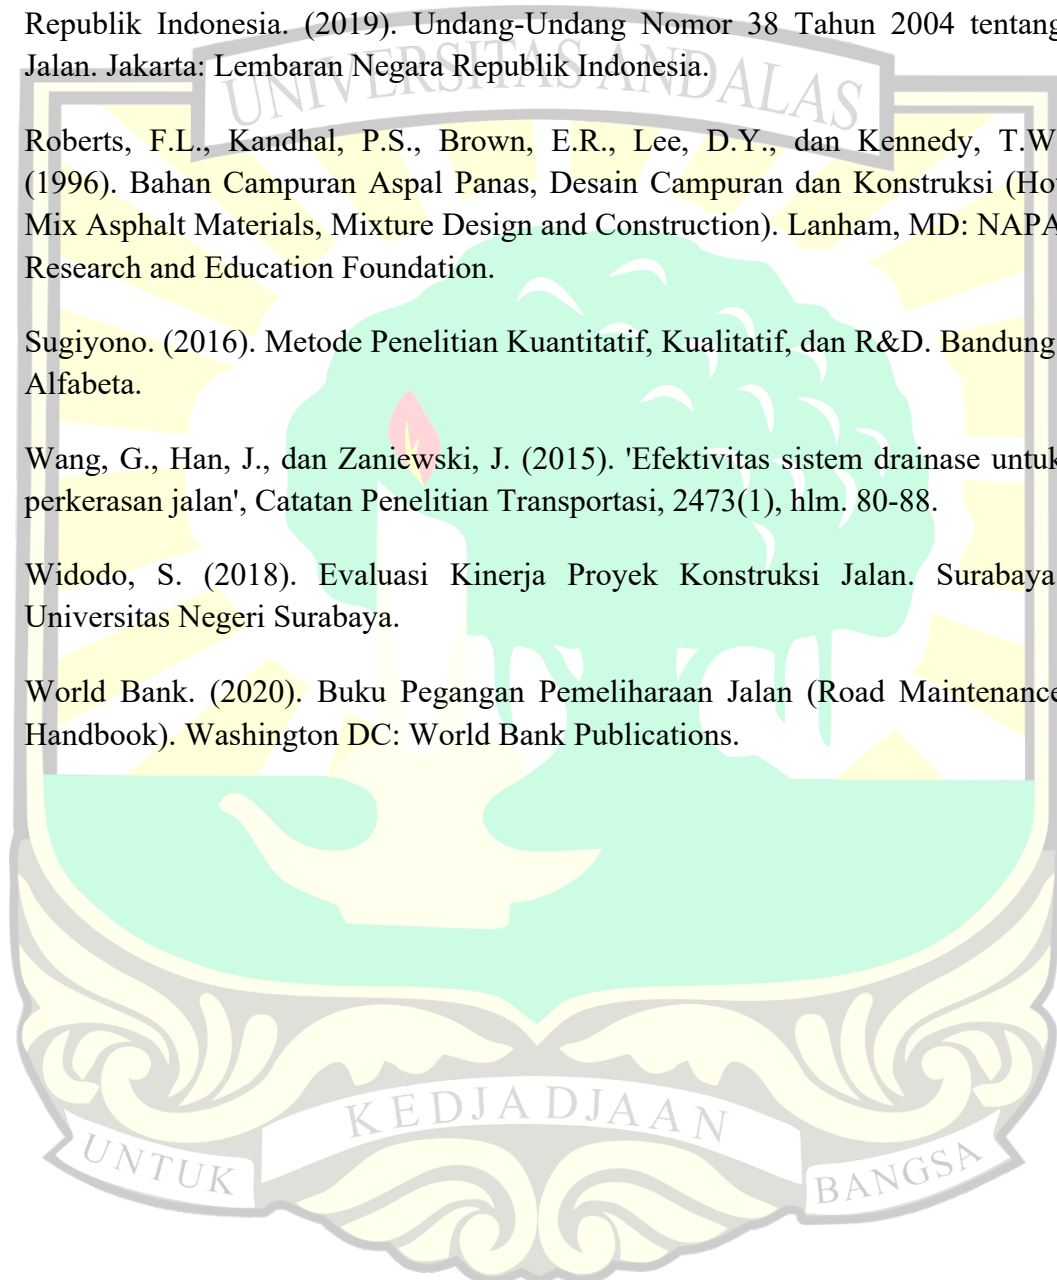 Republik Indonesia. (2019). Undang-Undang Nomor 38 Tahun 2004 tentang
Jalan. Jakarta: Lembaran Negara Republik Indonesia.
UNIVERSITAS ANDALAS
Roberts, F.L., Kandhal, P.S., Brown, E.R., Lee, D.Y., dan Kennedy, T.W
(1996). Bahan Campuran Aspal Panas, Desain Campuran dan Konstruksi (Hot
Mix Asphalt Materials, Mixture Design and Construction). Lanham, MD: NAPA
Research and Education Foundation.
Sugiyono. (2016). Metode Penelitian Kuantitatif, Kualitatif, dan R&D. Bandung
Alfabeta.
Wang, G., Han, J., dan Zaniewski, J. (2015). 'Efektivitas sistem drainase untuk
perkerasan jalan', Catatan Penelitian Transportasi, 2473(1), hlm. 80-88.
Widodo, S. (2018). Evaluasi Kinerja Proyek Konstruksi Jalan. Surabaya:
Universitas Negeri Surabaya.
World Bank. (2020). Buku Pegangan Pemeliharaan Jalan (Road Maintenance
Handbook). Washington DC: World Bank Publications.
UNTUK KEDJADJAAN BANGSA